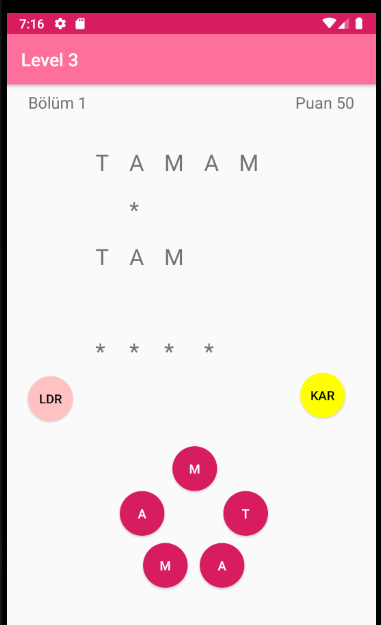 7:16
Level 3
Bölüm 1 Puan 50
T A M A M
*
T A M
* * * *
LDR KAR
M
A T
M A